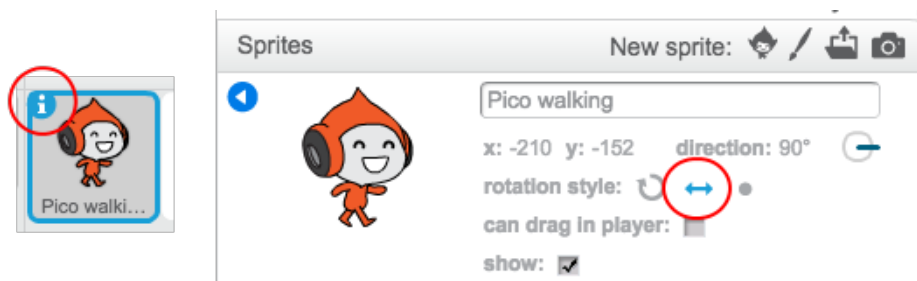 Sprites New sprite:
i
Pico walking
x: -210 y: -152 direction: 90°
rotation style:
Pico walki...
can drag in player:
show: